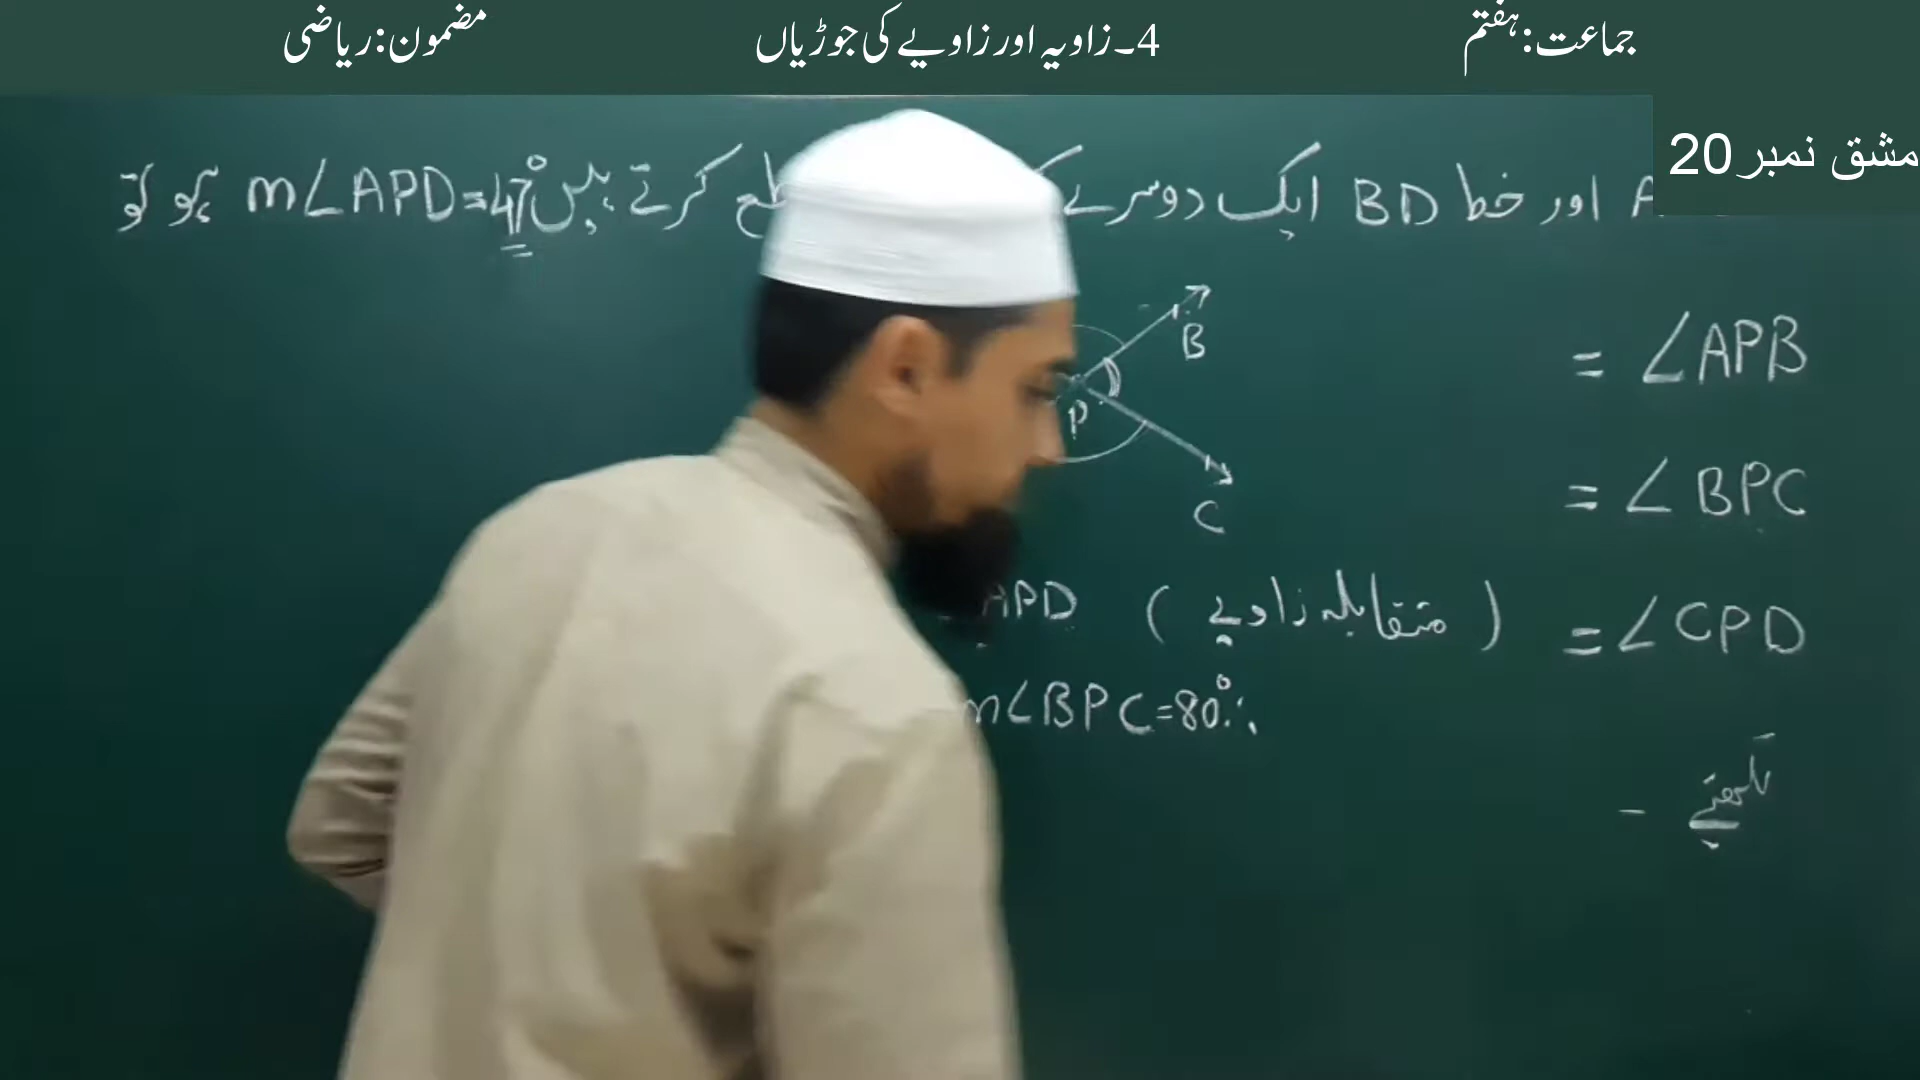 جماعت: ہفتم
4۔زاویہ اور زاویے کی جوڑیاں
مضمون: ریاضی
مشق نمبر 20
اور خط BD ایک دوسرے کرتے ہیں m∠APD=47° ہو تو
B
P
C
= ∠APB
= ∠BPC
= ∠CPD
APD ( متقابلہ زاویے )
m∠BPC=80°∴
لکھئے -